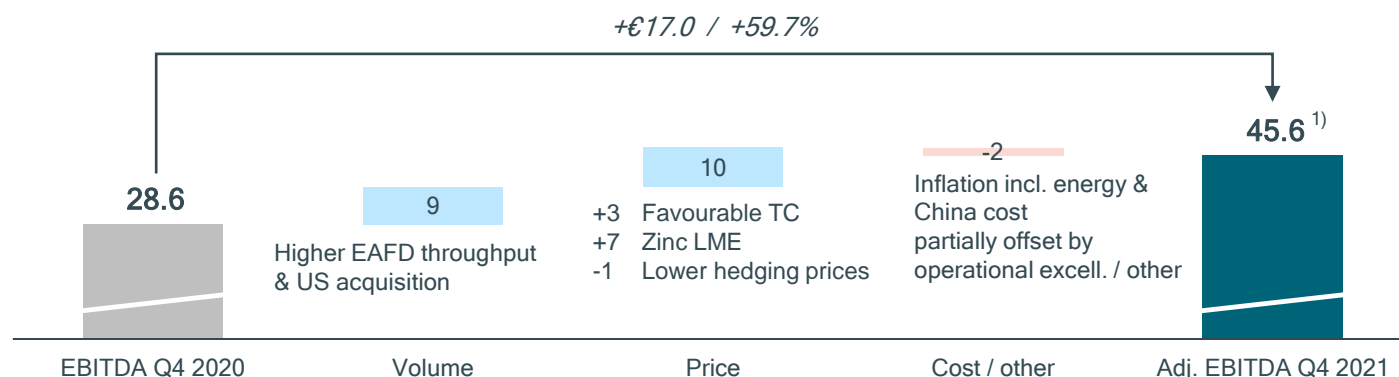 +€17.0 / +59.7%
28.6
9
Higher EAFD throughput
& US acquisition
10
+3 Favourable TC
+7 Zinc LME
-1 Lower hedging prices
-2
Inflation incl. energy &
China cost
partially offset by
operational excell. / other
45.6 1)
EBITDA Q4 2020
Volume
Price
Cost / other
Adj. EBITDA Q4 2021